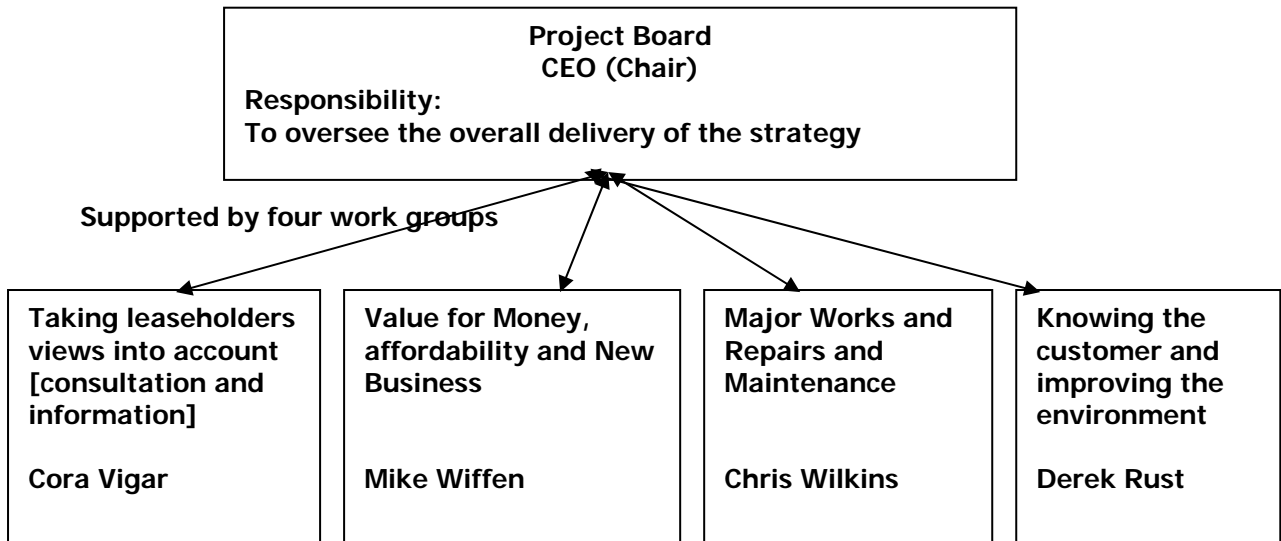 Project Board
CEO (Chair)
Responsibility:
To oversee the overall delivery of the strategy
Supported by four work groups
Taking leaseholders
views into account
[consultation and
information]
Cora Vigar
Value for Money,
affordability and New
Business
Mike Wiffen
Major Works and
Repairs and
Maintenance
Chris Wilkins
Knowing the
customer and
improving the
environment
Derek Rust